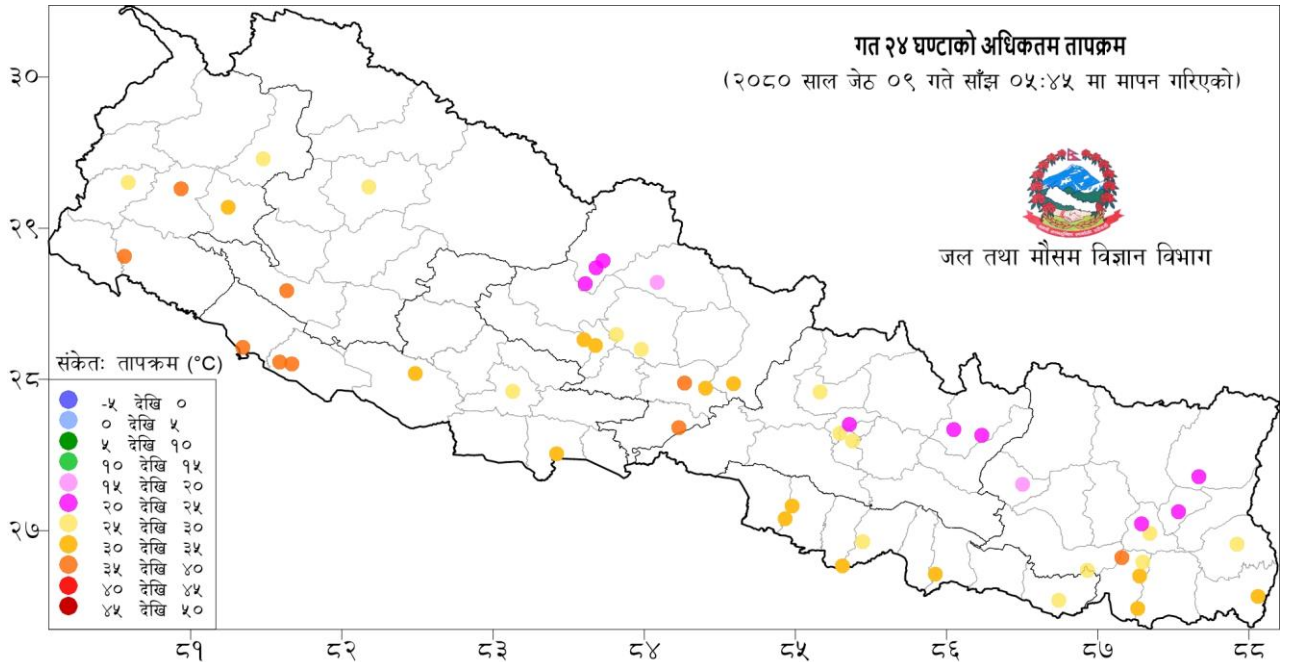 गत २४ घण्टाको अधिकतम तापक्रम
(२०८० साल जेठ ०९ गते साँझ ०५:४५ मा मापन गरिएको)
जल तथा मौसम विज्ञान विभाग
३०
२९
२८
२७
संकेतः तापक्रम (°C)
-५ देखि ०
० देखि ५
५ देखि १०
१० देखि १५
१५ देखि २०
२० देखि २५
२५ देखि ३०
३० देखि ३५
३५ देखि ४०
४० देखि ४५
४५ देखि ५०
८१ ८२ ८३ ८४ ८५ ८६ ८७ ८८